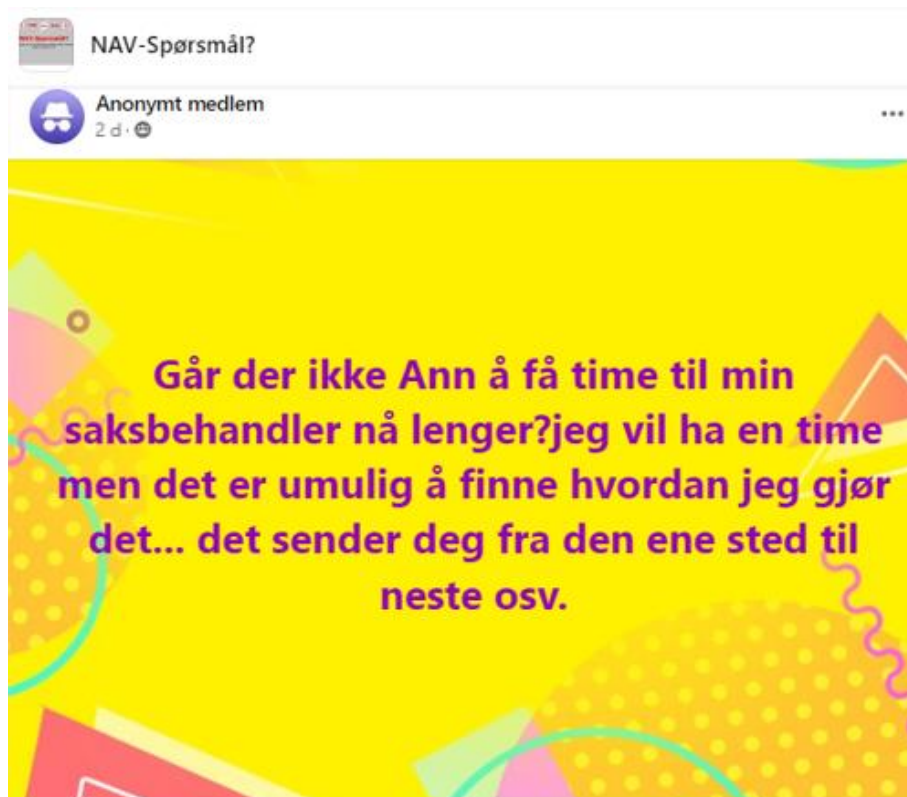 NAV-Spørsmål?
Anonymt medlem
2 d ·
Går der ikke Ann å få time til min
saksbehandler nå lenger?jeg vil ha en time
men det er umulig å finne hvordan jeg gjør
det... det sender deg fra den ene sted til
neste osv.